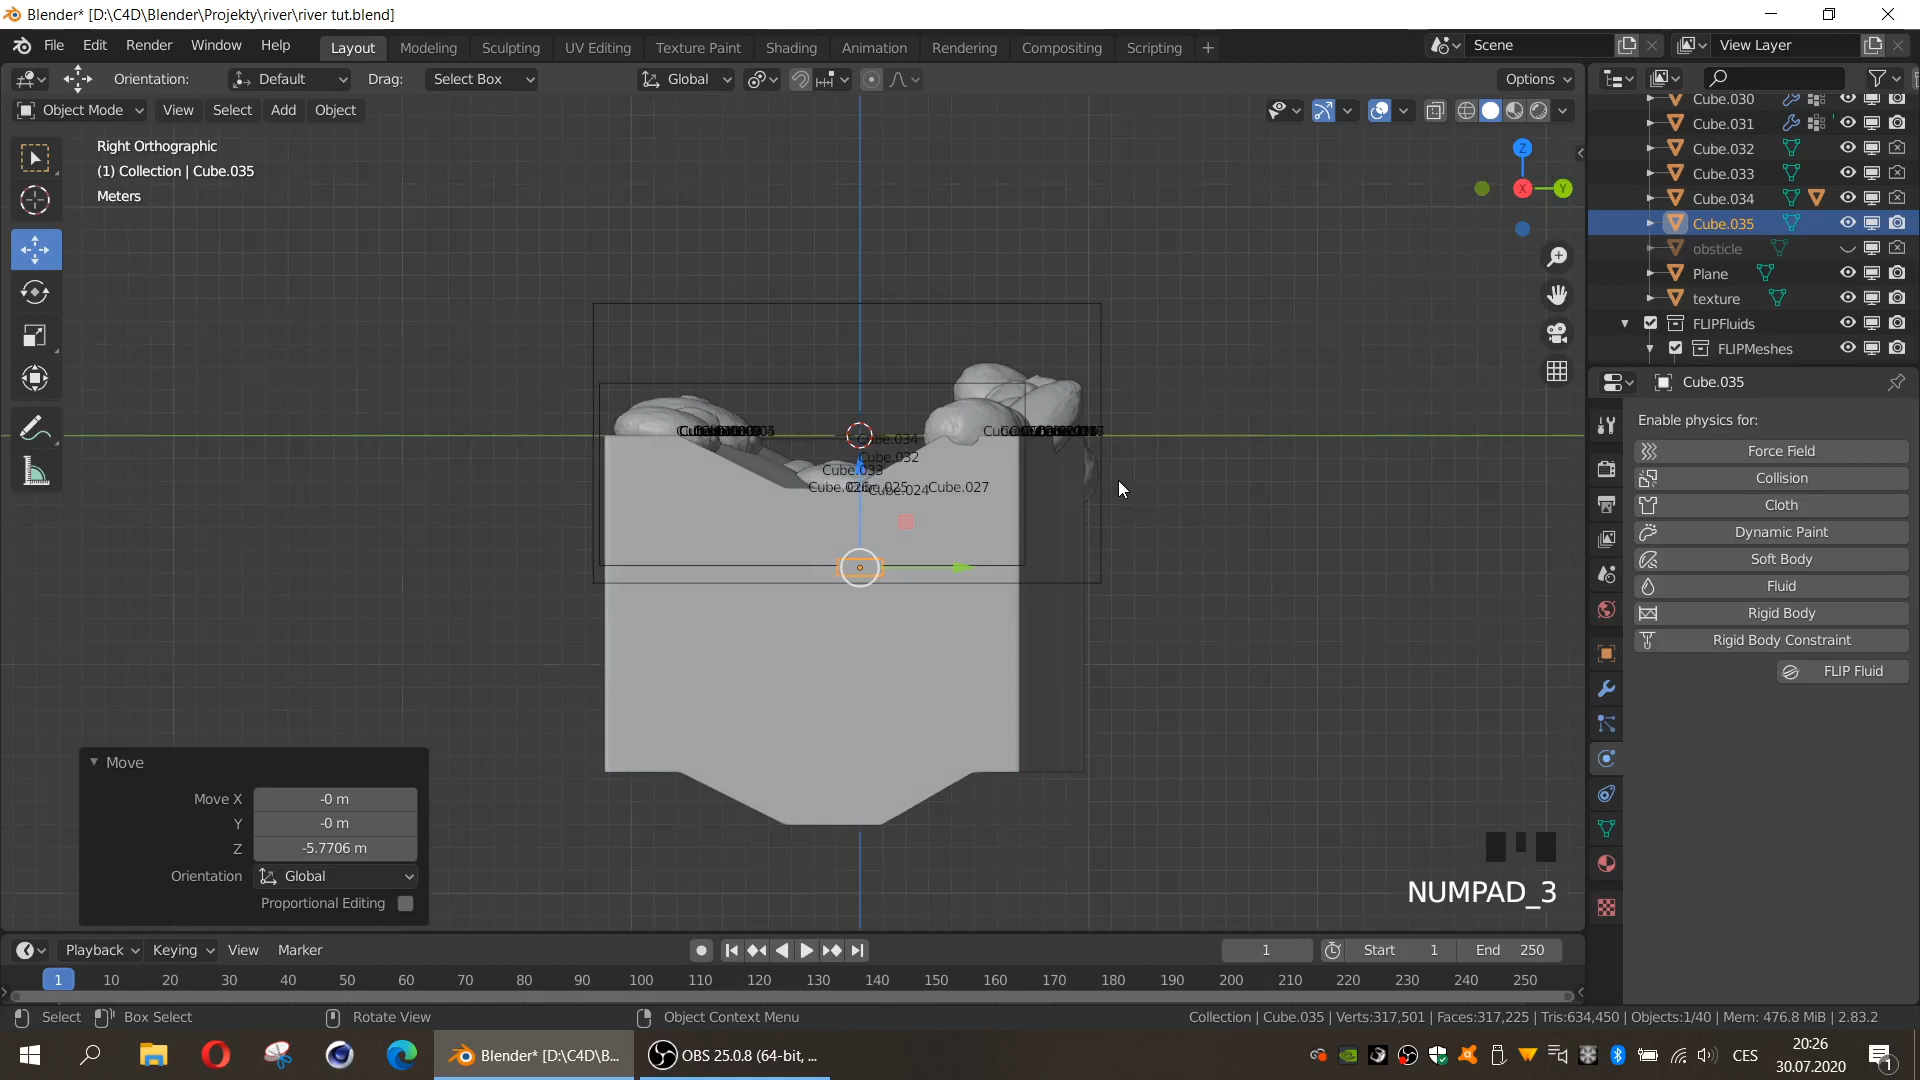 Blender* [D:\C4D\Blender\Projekty\river\river tut.blend]
File Edit Render Window Help Layout Modeling Sculpting UV Editing Texture Paint Shading Animation Rendering Compositing Scripting Scene View Layer
Orientation: Default Drag: Select Box Global Options
Object Mode View Select Add Object
Right Orthographic
(1) Collection | Cube.035
Meters
Z
X
Y
Cube.034
Cube.032
Cube.033
Cube.025
Cube.024
Cube.027
Cube.030
Cube.031
Cube.032
Cube.033
Cube.034
Cube.035
obsticle
Plane
texture
FLIPFluids
FLIPMeshes
Cube.035
Enable physics for:
Force Field
Collision
Cloth
Dynamic Paint
Soft Body
Fluid
Rigid Body
Rigid Body Constraint
FLIP Fluid
Move
Move X -0 m
Y -0 m
Z -5.7706 m
Orientation Global
Proportional Editing
NUMPAD_3
Playback Keying View Marker 1 Start 1 End 250
1 10 20 30 40 50 60 70 80 90 100 110 120 130 140 150 160 170 180 190 200 210 220 230 240 250
Select Box Select Rotate View Object Context Menu Collection | Cube.035 | Verts:317,501 | Faces:317,225 | Tris:634,450 | Objects:1/40 | Mem: 476.8 MiB | 2.83.2
Blender* [D:\C4D\B... OBS 25.0.8 (64-bit, ... CES 20:26
30.07.2020
1